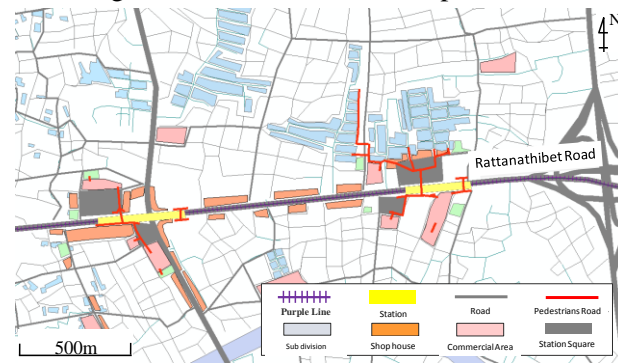 N
Rattanathibet Road
Purple Line
Station
Road
Pedestrians Road
Sub division
Shop house
Commercial Area
Station Square
500m